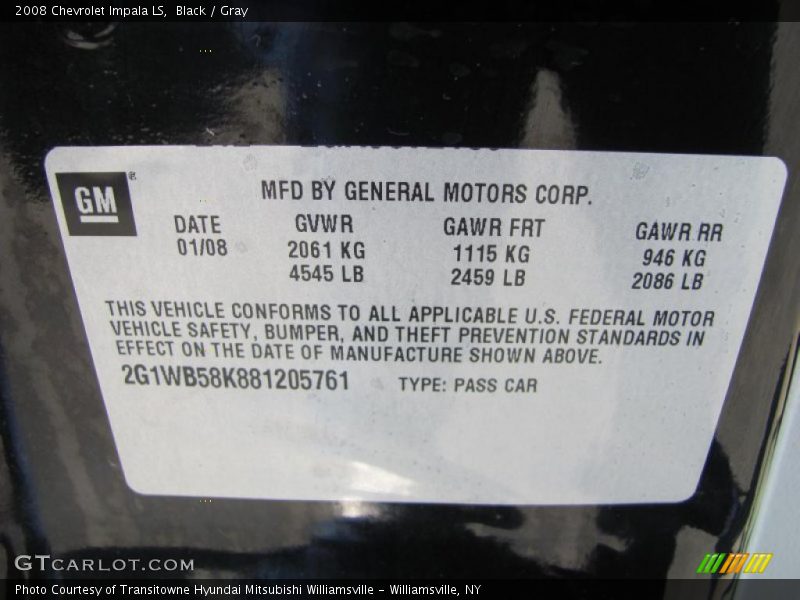 2008 Chevrolet Impala LS,  Black / Gray
GM®
MFD BY GENERAL MOTORS CORP.
DATE GVWR GAWR FRT GAWR RR
01/08 2061 KG 1115 KG 946 KG
4545 LB 2459 LB 2086 LB
THIS VEHICLE CONFORMS TO ALL APPLICABLE U.S. FEDERAL MOTOR
VEHICLE SAFETY, BUMPER, AND THEFT PREVENTION STANDARDS IN
EFFECT ON THE DATE OF MANUFACTURE SHOWN ABOVE.
2G1WB58K881205761 TYPE: PASS CAR
GTCARLOT.COM
Photo Courtesy of Transitowne Hyundai Mitsubishi Williamsville - Williamsville, NY